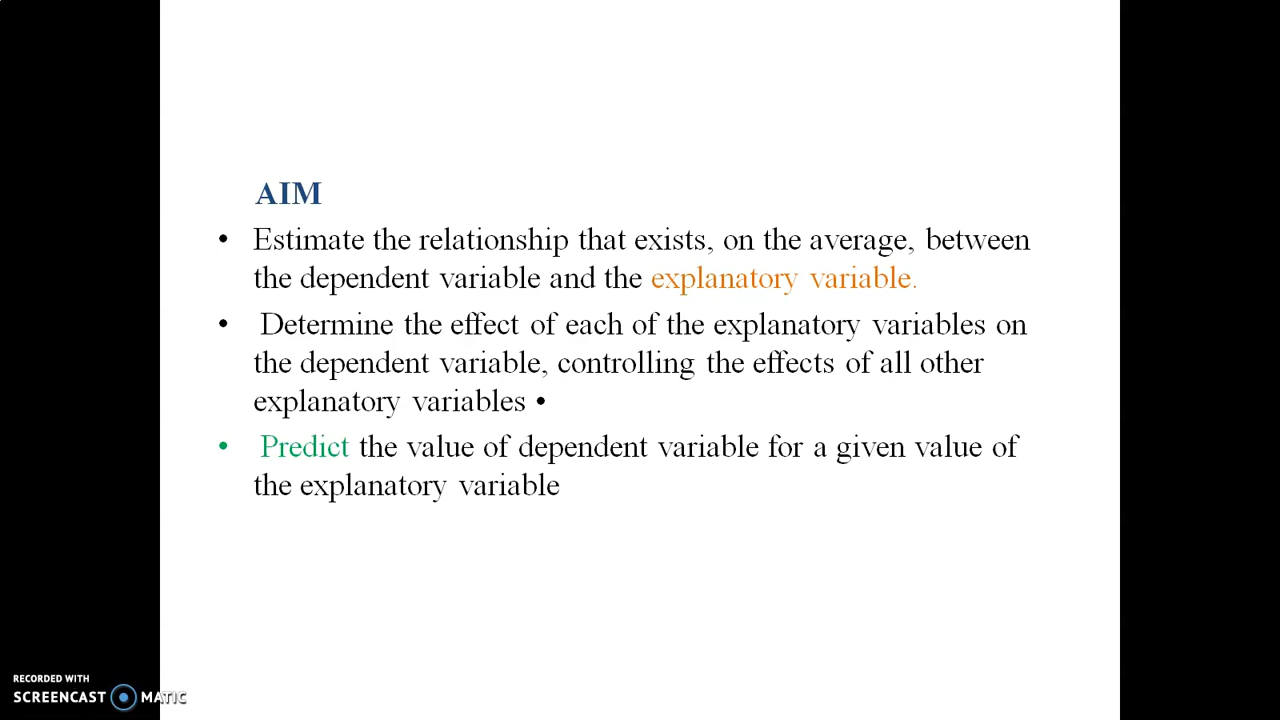 AIM
• Estimate the relationship that exists, on the average, between
the dependent variable and the explanatory variable.
• Determine the effect of each of the explanatory variables on
the dependent variable, controlling the effects of all other
explanatory variables •
• Predict the value of dependent variable for a given value of
the explanatory variable
RECORDED WITH
SCREENCAST MATIC